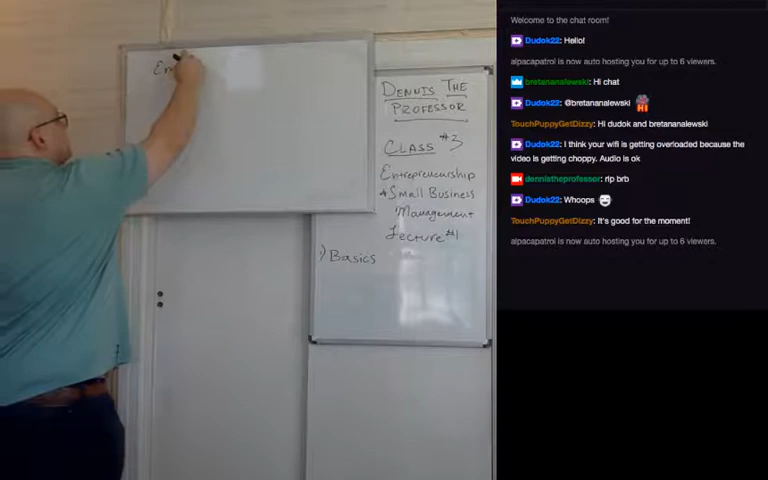 En
DENNIS THE
PROFESSOR
CLASS #3
Entrepreneurship
+ Small Business
Management
Lecture #1
1) Basics
Welcome to the chat room!
Dudok22: Hello!
alpacapatrol is now auto hosting you for up to 6 viewers.
bretananalewski: Hi chat
Dudok22: @bretananalewski HI
TouchPuppyGetDizzy: Hi dudok and bretananalewski
Dudok22: I think your wifi is getting overloaded because the
video is getting choppy. Audio is ok
dennistheprofessor: rip brb
Dudok22: Whoops
TouchPuppyGetDizzy: It's good for the moment!
alpacapatrol is now auto hosting you for up to 6 viewers.